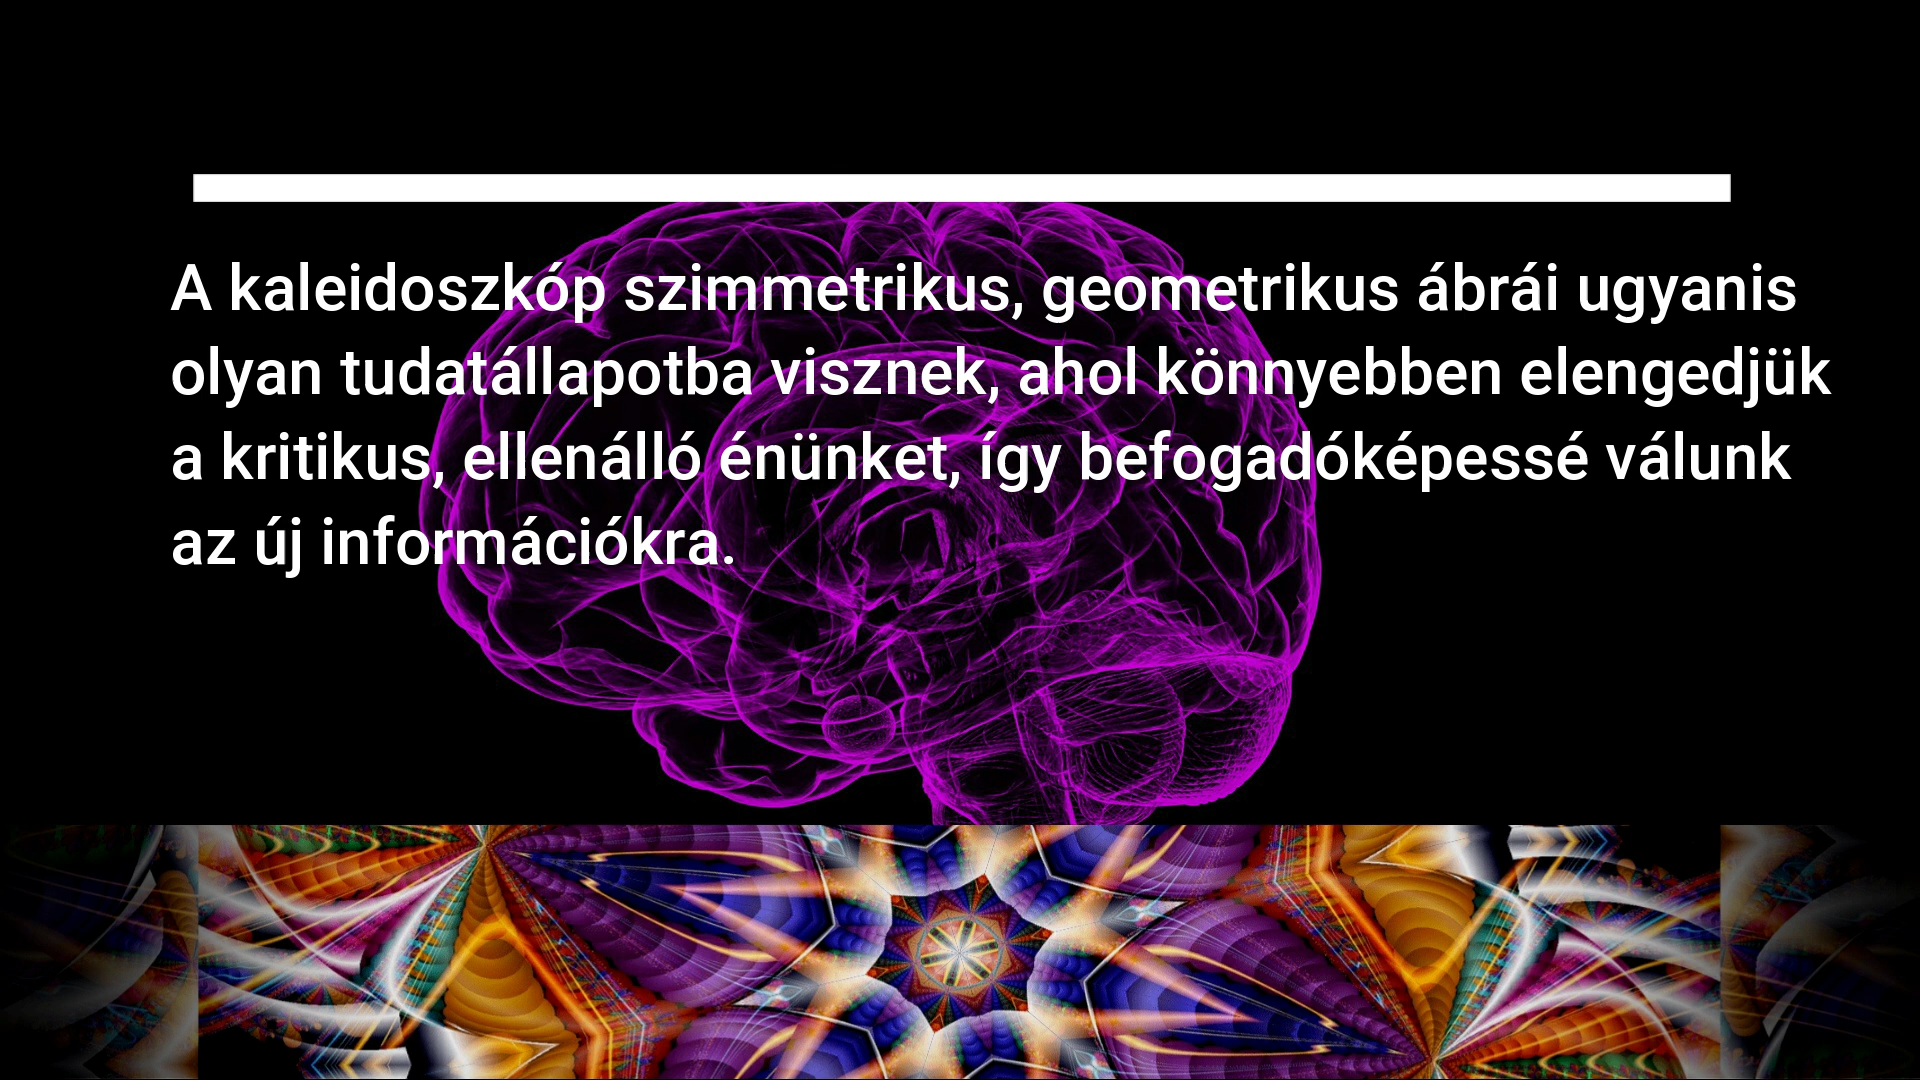 A kaleidoszkóp szimmetrikus, geometrikus ábrái ugyanis
olyan tudatállapotba visznek, ahol könnyebben elengedjük
a kritikus, ellenálló énünket, így befogadóképessé válunk
az új információkra.